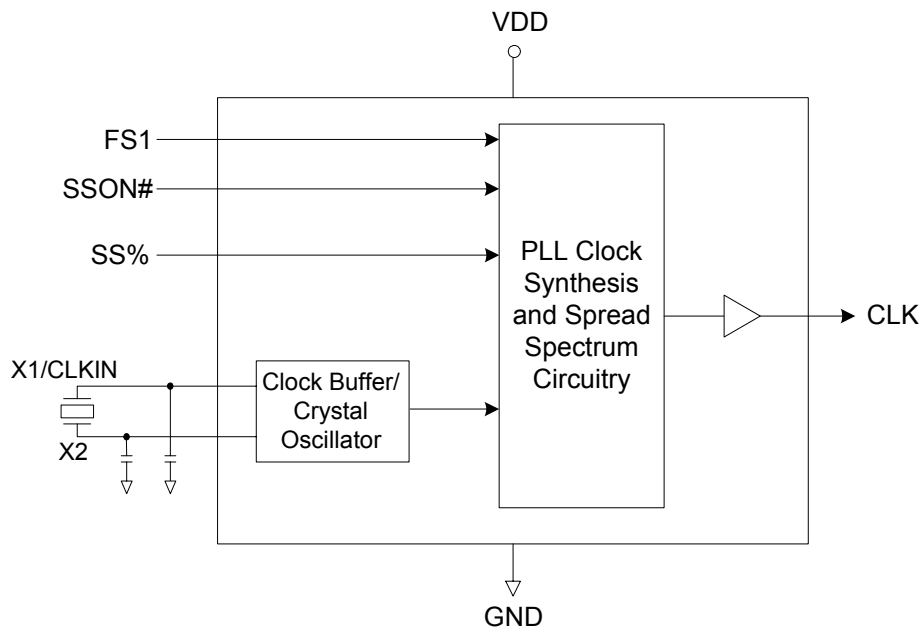 VDD
FS1
SSON#
SS%
PLL Clock
Synthesis
and Spread
Spectrum
Circuitry
CLK
X1/CLKIN
X2
Clock Buffer/
Crystal
Oscillator
GND